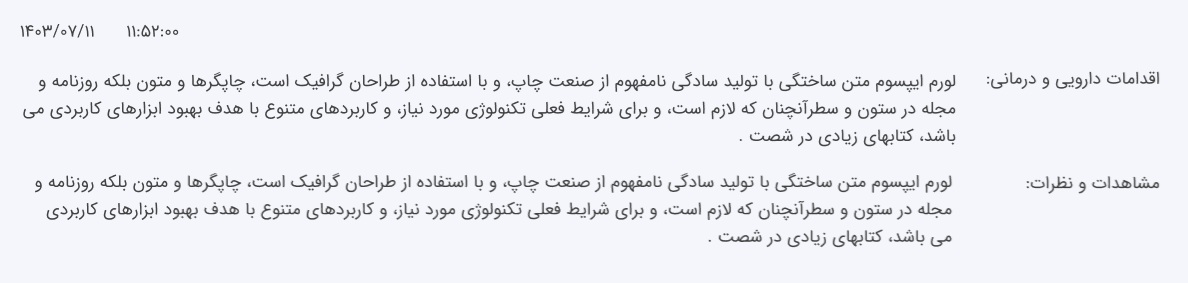 ۱۴۰۳/۰۷/۱۱ ۱۱:۵۲:۰۰
اقدامات دارویی و درمانی: لورم ایپسوم متن ساختگی با تولید سادگی نامفهوم از صنعت چاپ، و با استفاده از طراحان گرافیک است، چاپگرها و متون بلکه روزنامه و
مجله در ستون و سطرآنچنان که لازم است، و برای شرایط فعلی تکنولوژی مورد نیاز، و کاربردهای متنوع با هدف بهبود ابزارهای کاربردی می
باشد، کتابهای زیادی در شصت .
مشاهدات و نظرات: لورم ایپسوم متن ساختگی با تولید سادگی نامفهوم از صنعت چاپ، و با استفاده از طراحان گرافیک است، چاپگرها و متون بلکه روزنامه و
مجله در ستون و سطرآنچنان که لازم است، و برای شرایط فعلی تکنولوژی مورد نیاز، و کاربردهای متنوع با هدف بهبود ابزارهای کاربردی
می باشد، کتابهای زیادی در شصت .